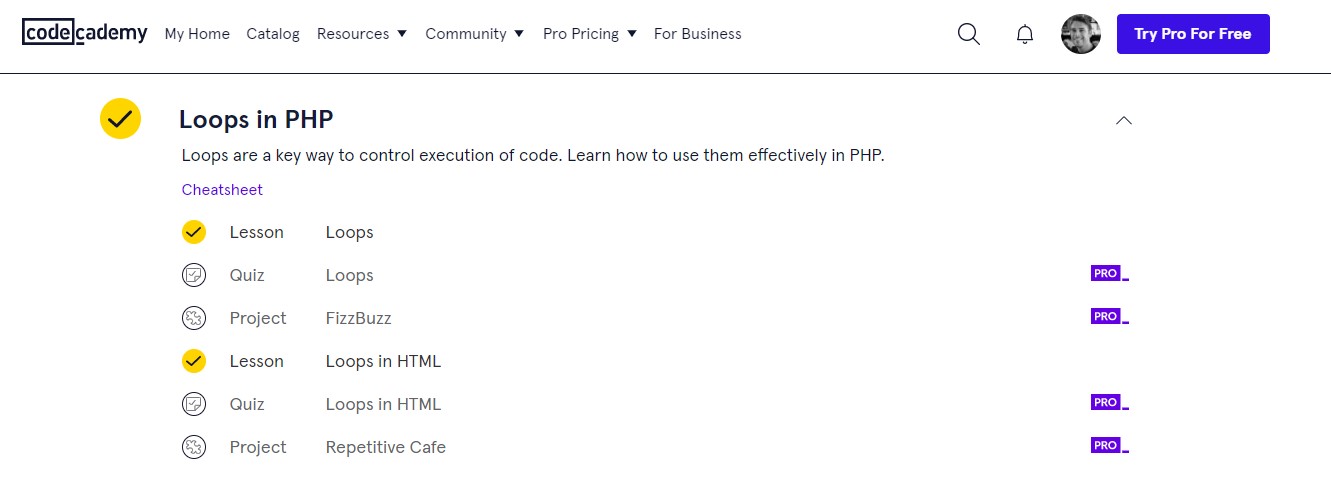 codecademy My Home Catalog Resources Community Pro Pricing For Business Try Pro For Free
Loops in PHP
Loops are a key way to control execution of code. Learn how to use them effectively in PHP.
Cheatsheet
Lesson Loops
Quiz Loops PRO
Project FizzBuzz PRO
Lesson Loops in HTML
Quiz Loops in HTML PRO
Project Repetitive Cafe PRO